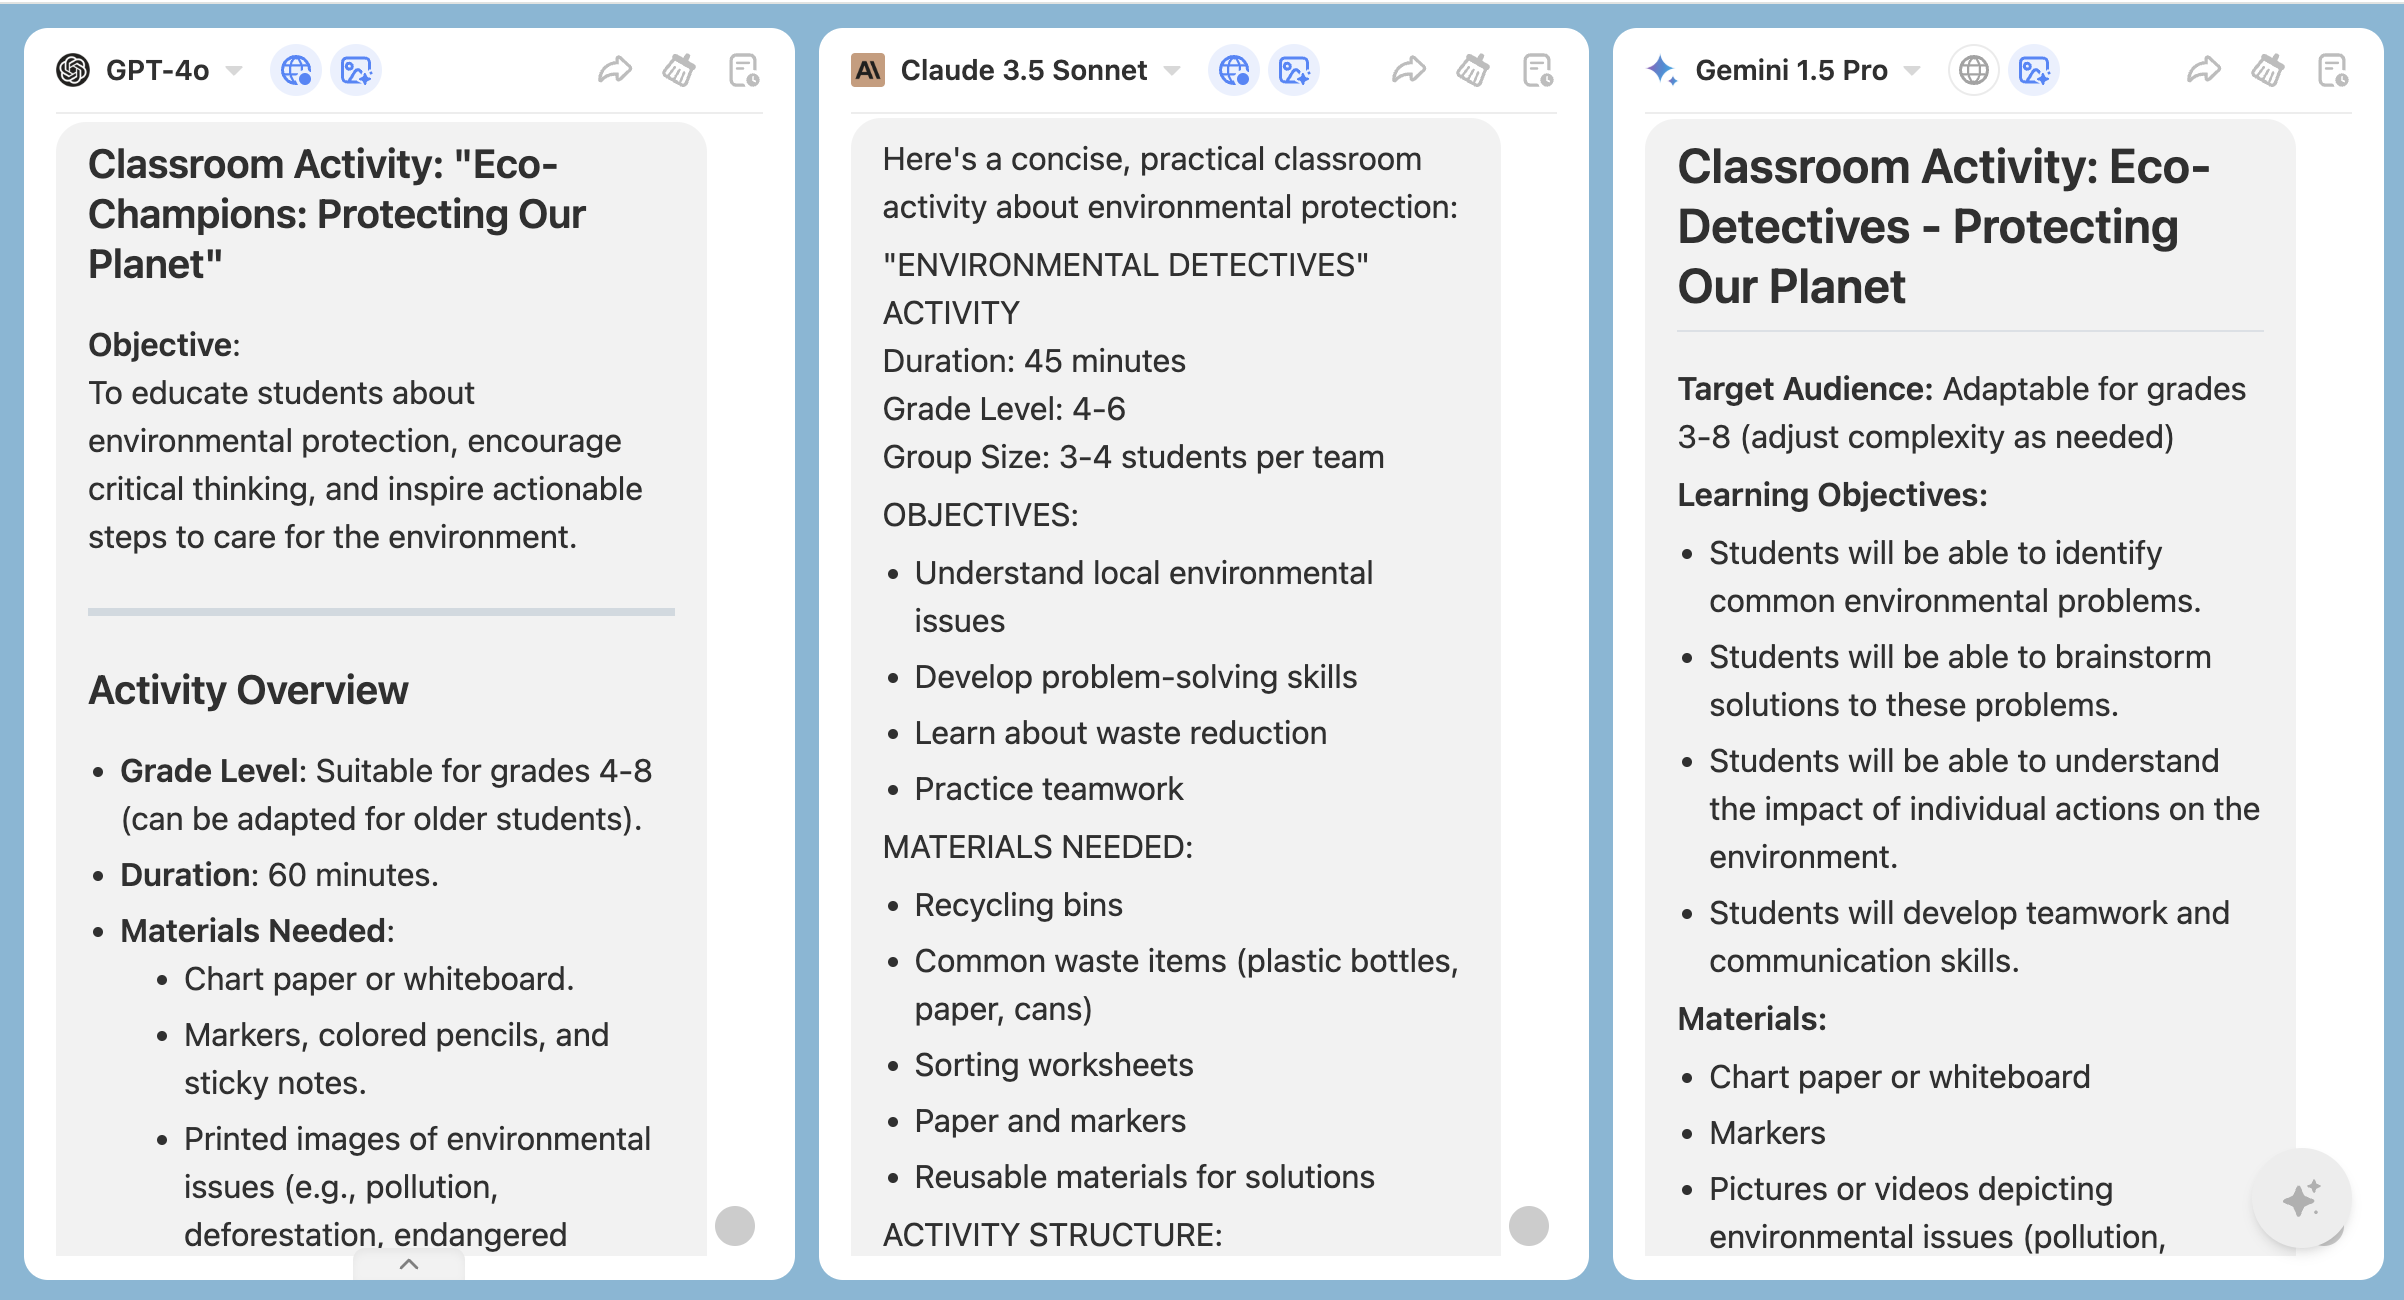 GPT-4o
Classroom Activity: "Eco-
Champions: Protecting Our
Planet"
Objective:
To educate students about
environmental protection, encourage
critical thinking, and inspire actionable
steps to care for the environment.
Activity Overview
• Grade Level: Suitable for grades 4-8
(can be adapted for older students).
• Duration: 60 minutes.
• Materials Needed:
• Chart paper or whiteboard.
• Markers, colored pencils, and
sticky notes.
• Printed images of environmental
issues (e.g., pollution,
deforestation, endangered
Claude 3.5 Sonnet
Here's a concise, practical classroom
activity about environmental protection:
"ENVIRONMENTAL DETECTIVES"
ACTIVITY
Duration: 45 minutes
Grade Level: 4-6
Group Size: 3-4 students per team
OBJECTIVES:
• Understand local environmental
issues
• Develop problem-solving skills
• Learn about waste reduction
• Practice teamwork
MATERIALS NEEDED:
• Recycling bins
• Common waste items (plastic bottles,
paper, cans)
• Sorting worksheets
• Paper and markers
• Reusable materials for solutions
ACTIVITY STRUCTURE:
Gemini 1.5 Pro
Classroom Activity: Eco-
Detectives - Protecting
Our Planet
Target Audience: Adaptable for grades
3-8 (adjust complexity as needed)
Learning Objectives:
• Students will be able to identify
common environmental problems.
• Students will be able to brainstorm
solutions to these problems.
• Students will be able to understand
the impact of individual actions on the
environment.
• Students will develop teamwork and
communication skills.
Materials:
• Chart paper or whiteboard
• Markers
• Pictures or videos depicting
environmental issues (pollution,